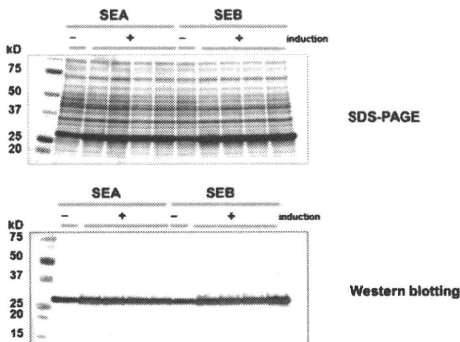 SEA SEB
− + − + induction
kD
75
50
37
25
20
SDS-PAGE
SEA SEB
− + − + induction
kD
75
50
37
25
20
15
Western blotting